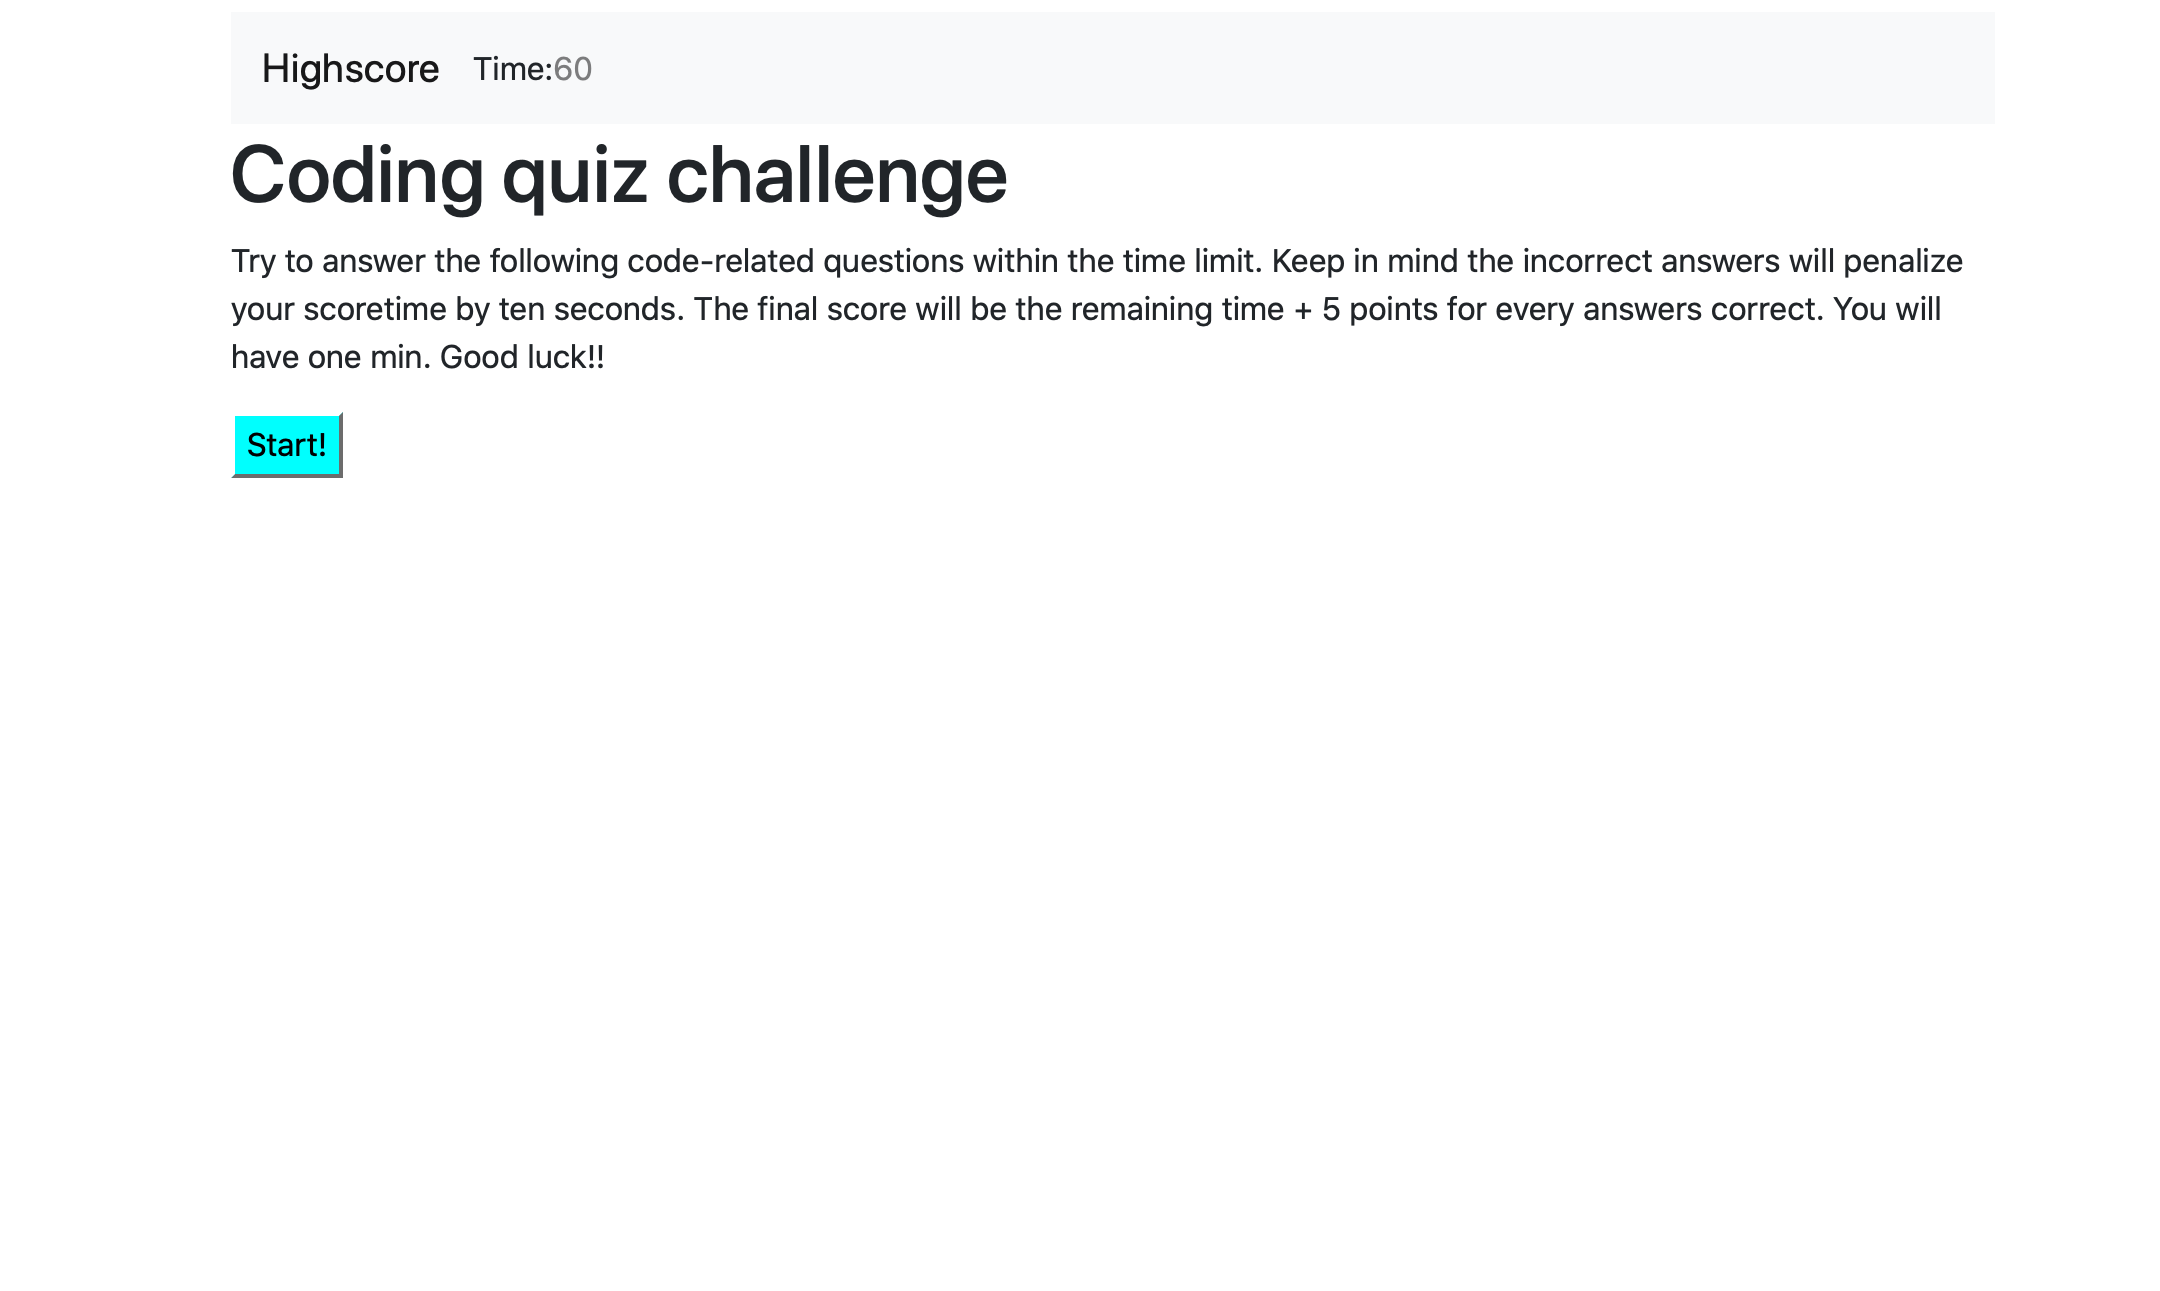 Highscore Time:60
Coding quiz challenge
Try to answer the following code-related questions within the time limit. Keep in mind the incorrect answers will penalize
your scoretime by ten seconds. The final score will be the remaining time + 5 points for every answers correct. You will
have one min. Good luck!!
Start!